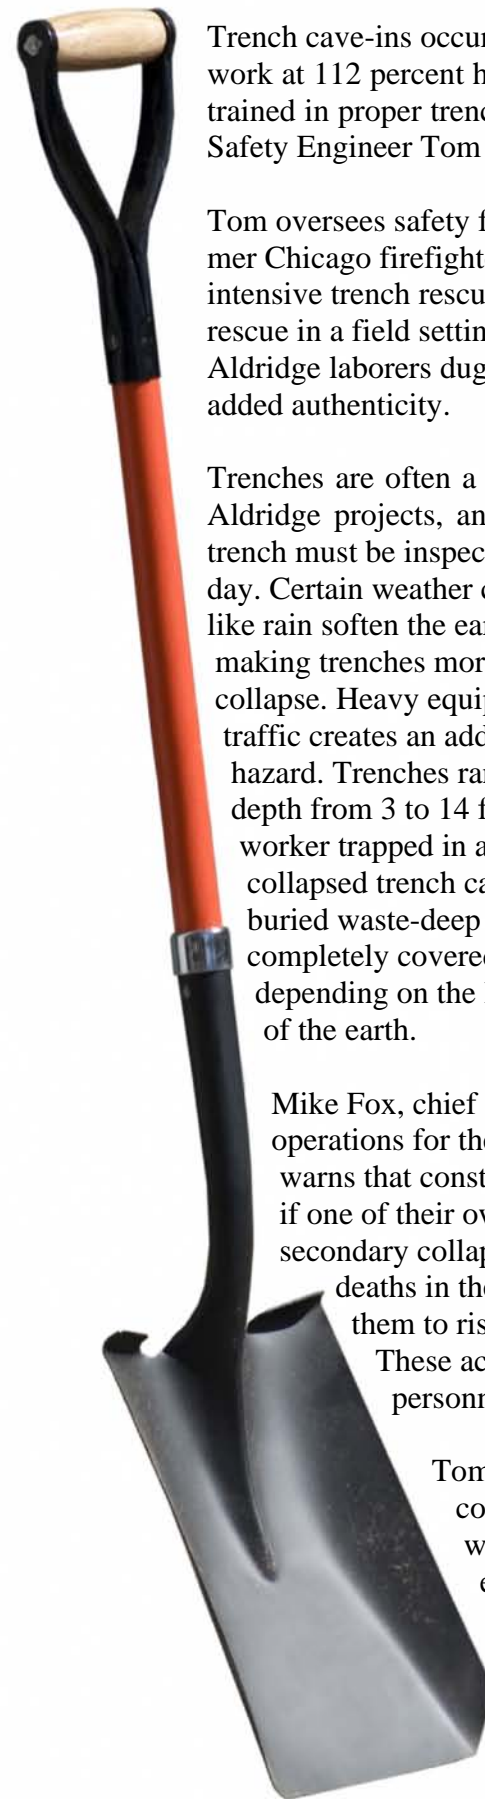 Trench cave-ins occur
work at 112 percent h
trained in proper trenc
Safety Engineer Tom
Tom oversees safety f
mer Chicago firefight
intensive trench rescu
rescue in a field settin
Aldridge laborers dug
added authenticity.
Trenches are often a
Aldridge projects, an
trench must be inspec
day. Certain weather c
like rain soften the ear
making trenches mor
collapse. Heavy equip
traffic creates an add
hazard. Trenches ran
depth from 3 to 14 f
worker trapped in a
collapsed trench ca
buried waste-deep
completely covered
depending on the
of the earth.
Mike Fox, chief
operations for the
warns that const
if one of their ow
secondary collap
deaths in the
them to ris
These ac
personn
Tom
co
w
e